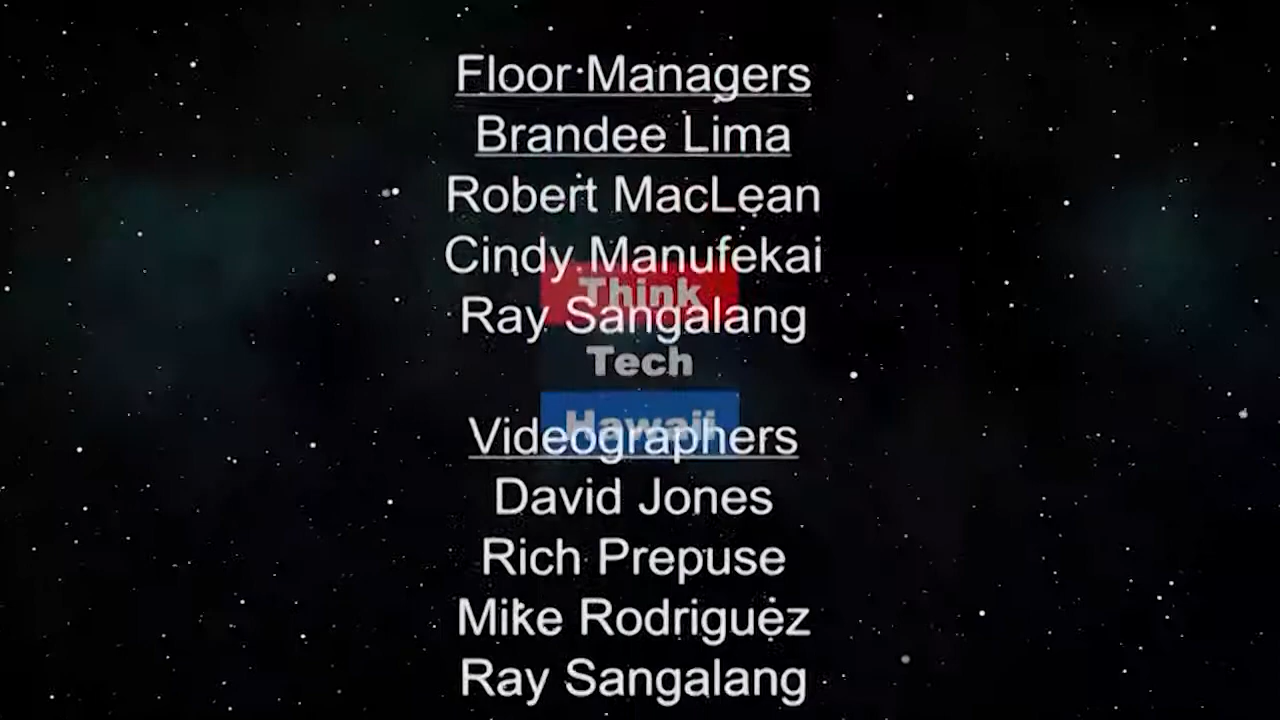 Floor Managers
Brandee Lima
Robert MacLean
Cindy Manufekai
Think
Ray Sangalang
Tech
Hawaii
Videographers
David Jones
Rich Prepuse
Mike Rodriguez
Ray Sangalang